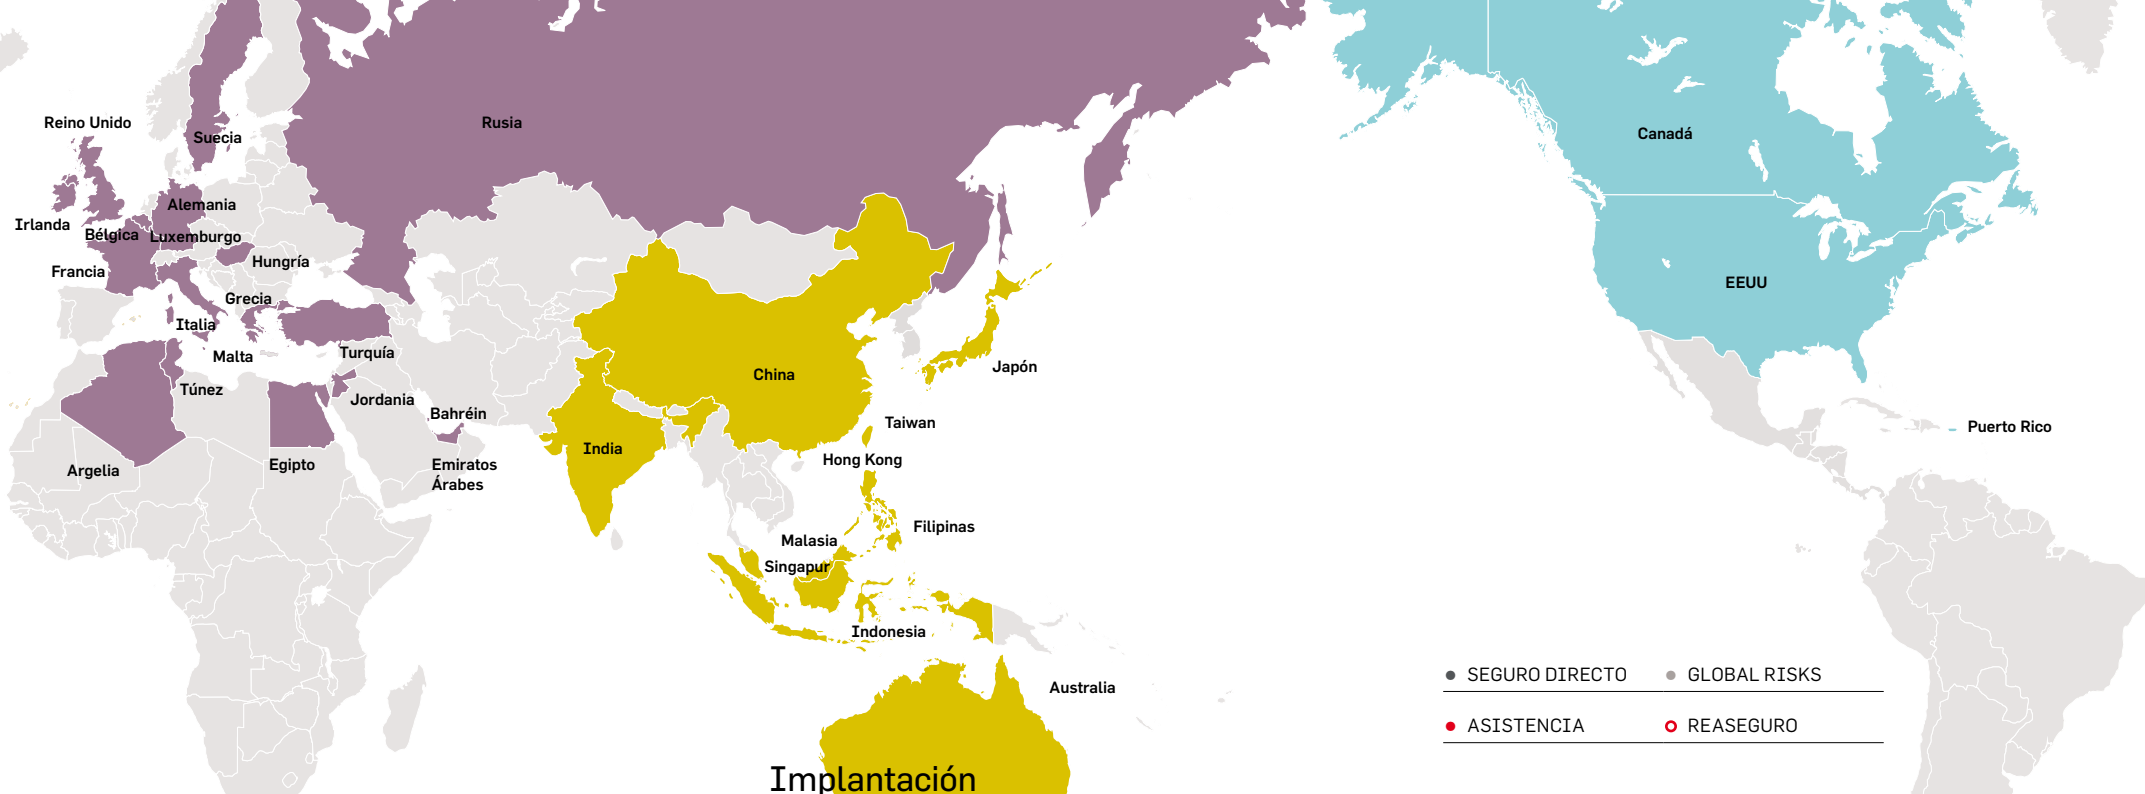 Reino Unido
Suecia
Rusia
Canadá
Irlanda
Alemania
Bélgica
Luxemburgo
Francia
Hungría
EEUU
Grecia
Italia
Malta
Turquía
Japón
China
Túnez
Jordania
Bahréin
Taiwan
Puerto Rico
India
Hong Kong
Argelia
Egipto
Emiratos
Árabes
Filipinas
Malasia
Singapur
Indonesia
Australia
SEGURO DIRECTO
GLOBAL RISKS
ASISTENCIA
REASEGURO
Implantación